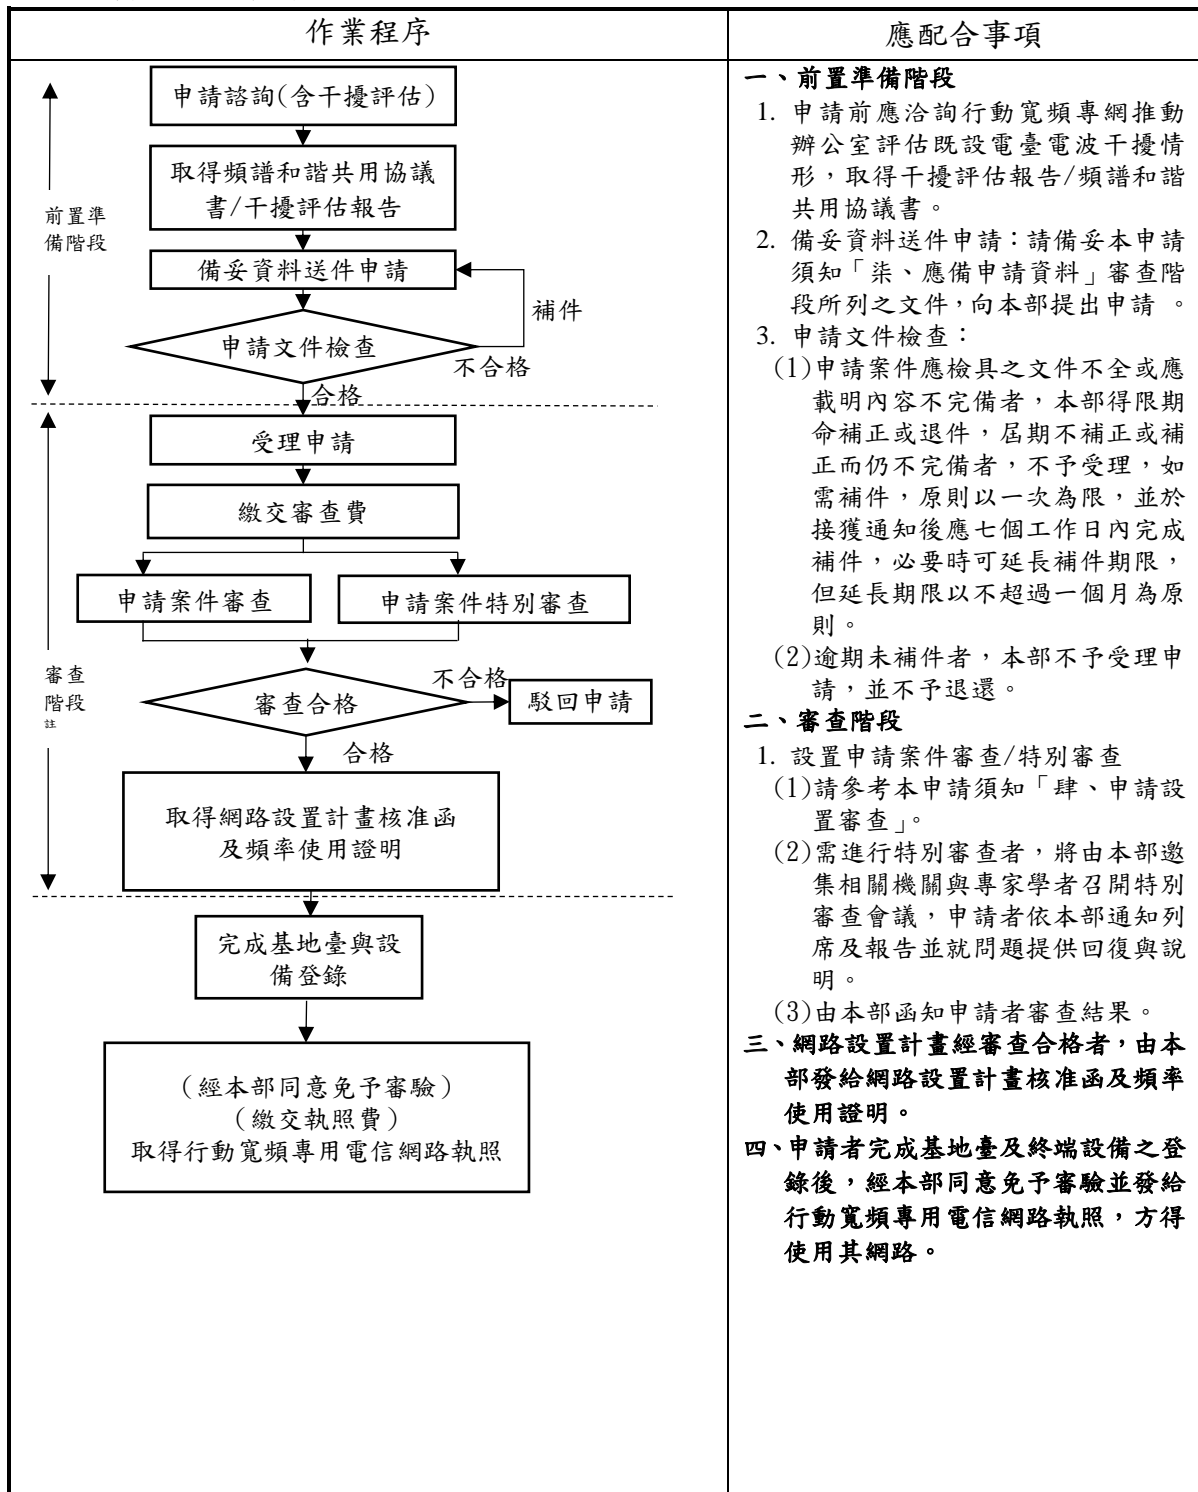 作業程序
應配合事項
申請諮詢(含干擾評估)
取得頻譜和諧共用協議
書/干擾評估報告
前置準
備階段
備妥資料送件申請
補件
申請文件檢查
不合格
合格
受理申請
繳交審查費
申請案件審查
申請案件特別審查
審查
階段
註
審查合格
不合格
駁回申請
合格
取得網路設置計畫核准函
及頻率使用證明
完成基地臺與設
備登錄
(經本部同意免予審驗)
(繳交執照費)
取得行動寬頻專用電信網路執照
一、前置準備階段
1. 申請前應洽詢行動寬頻專網推動
辦公室評估既設電臺電波干擾情
形,取得干擾評估報告/頻譜和諧
共用協議書。
2. 備妥資料送件申請:請備妥本申請
須知「柒、應備申請資料」審查階
段所列之文件,向本部提出申請 。
3. 申請文件檢查:
(1)申請案件應檢具之文件不全或應
載明內容不完備者,本部得限期
命補正或退件,屆期不補正或補
正而仍不完備者,不予受理,如
需補件,原則以一次為限,並於
接獲通知後應七個工作日內完成
補件,必要時可延長補件期限,
但延長期限以不超過一個月為原
則。
(2)逾期未補件者,本部不予受理申
請,並不予退還。
二、審查階段
1. 設置申請案件審查/特別審查
(1)請參考本申請須知「肆、申請設
置審查」。
(2)需進行特別審查者,將由本部邀
集相關機關與專家學者召開特別
審查會議,申請者依本部通知列
席及報告並就問題提供回復與說
明。
(3)由本部函知申請者審查結果。
三、網路設置計畫經審查合格者,由本
部發給網路設置計畫核准函及頻率
使用證明。
四、申請者完成基地臺及終端設備之登
錄後,經本部同意免予審驗並發給
行動寬頻專用電信網路執照,方得
使用其網路。